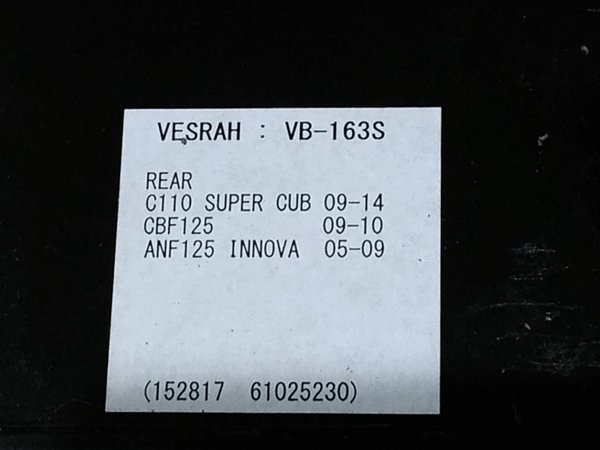 VESRAH : VB-163S
REAR
C110 SUPER CUB 09-14
CBF125 09-10
ANF125 INNOVA 05-09
(152817 61025230)